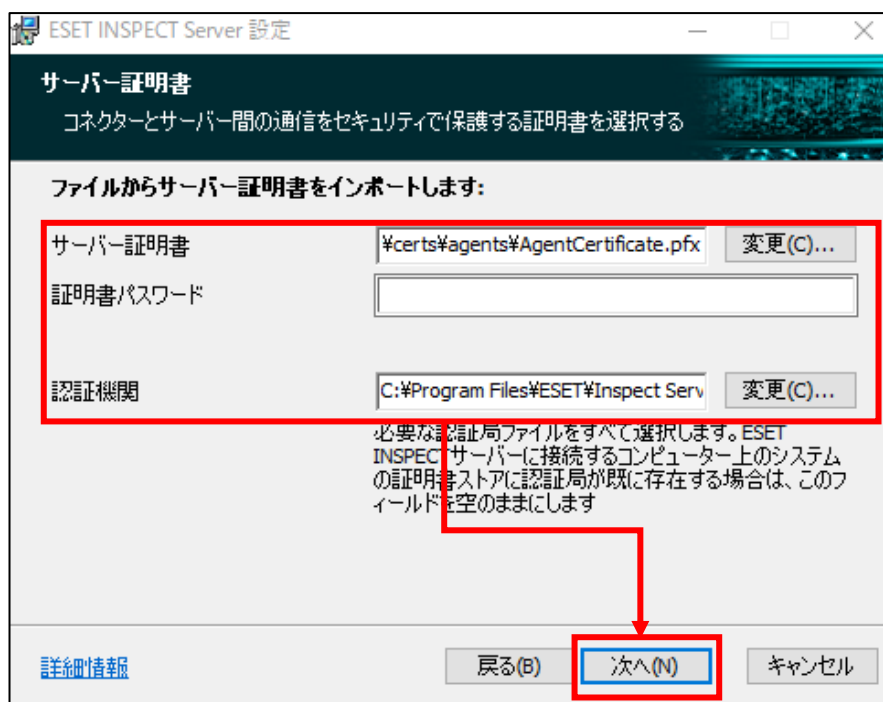 ESET INSPECT Server 設定
サーバー証明書
コネクターとサーバー間の通信をセキュリティで保護する証明書を選択する
ファイルからサーバー証明書をインポートします:
サーバー証明書 ¥certs¥agents¥AgentCertificate.pfx 変更(C)...
証明書パスワード
認証機関 C:¥Program Files¥ESET¥Inspect Serv 変更(C)...
必要な認証局ファイルをすべて選択します。ESET
INSPECTサーバーに接続するコンピューター上のシステム
の証明書ストアに認証局が既に存在する場合は、このフ
ィールドを空のままにします
詳細情報 戻る(B) 次へ(N) キャンセル